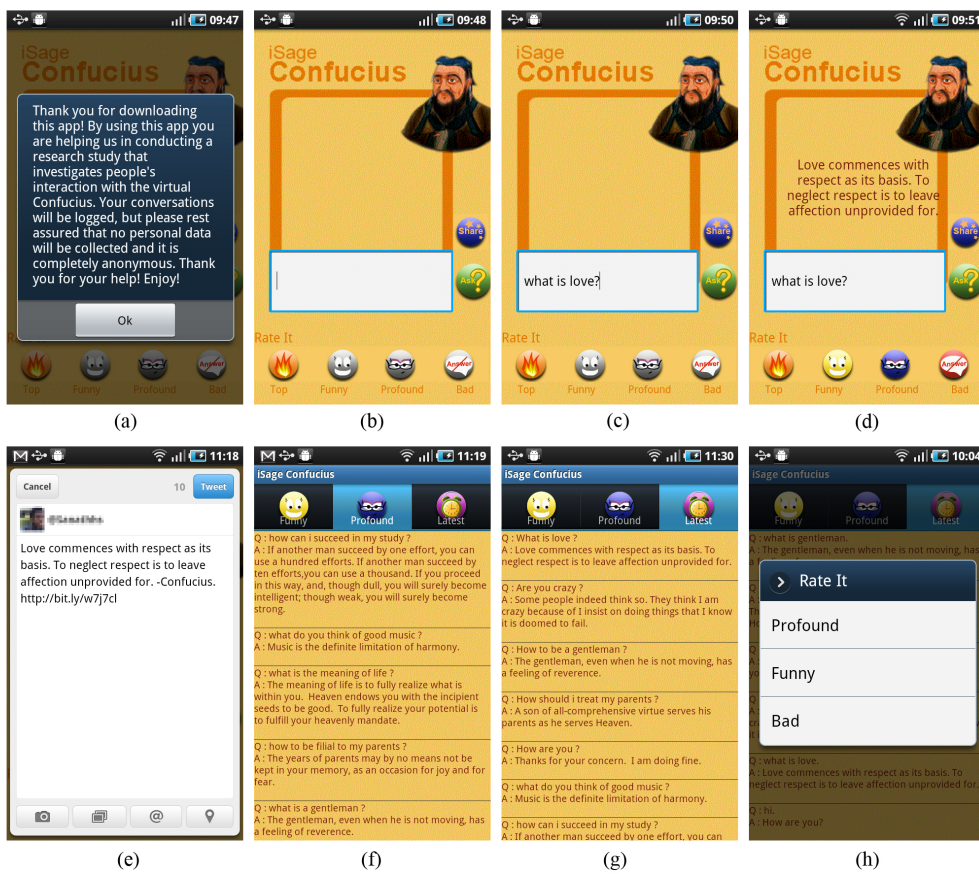 09:47
iSage
Confucius
Thank you for downloading
this app! By using this app you
are helping us in conducting a
research study that
investigates people's
interaction with the virtual
Confucius. Your conversations
will be logged, but please rest
assured that no personal data
will be collected and it is
completely anonymous. Thank
you for your help! Enjoy!
Ok
Top Funny Profound Bad
Answer
(a)
09:48
iSage
Confucius
Share
Ask?
Rate It
Answer
Top Funny Profound Bad
(b)
09:50
iSage
Confucius
Share
what is love?
Ask?
Rate It
Answer
Top Funny Profound Bad
(c)
09:51
iSage
Confucius
Love commences with
respect as its basis. To
neglect respect is to leave
affection unprovided for.
Share
what is love?
Ask?
Rate It
Answer
Top Funny Profound Bad
(d)
11:18
Cancel 10 Tweet
Love commences with respect as its
basis. To neglect respect is to leave
affection unprovided for. -Confucius.
http://bit.ly/w7j7cl
(e)
11:19
iSage Confucius
Funny Profound Latest
Q : how can i succeed in my study ?
A : If another man succeed by one effort, you can
use a hundred efforts. If another man succeed by
ten efforts,you can use a thousand. If you proceed
in this way, and, though dull, you will surely become
intelligent; though weak, you will surely become
strong.
Q : what do you think of good music ?
A : Music is the definite limitation of harmony.
Q : what is the meaning of life ?
A : The meaning of life is to fully realize what is
within you. Heaven endows you with the incipient
seeds to be good. To fully realize your potential is
to fulfill your heavenly mandate.
Q : how to be filial to my parents ?
A : The years of parents may by no means not be
kept in your memory, as an occasion for joy and for
fear.
Q : what is a gentleman ?
A : The gentleman, even when he is not moving, has
a feeling of reverence.
(f)
11:30
iSage Confucius
Funny Profound Latest
Q : What is love ?
A : Love commences with respect as its basis. To
neglect respect is to leave affection unprovided for.
Q : Are you crazy ?
A : Some people indeed think so. They think I am
crazy because of I insist on doing things that I know
it is doomed to fail.
Q : How to be a gentleman ?
A : The gentleman, even when he is not moving, has
a feeling of reverence.
Q : How should i treat my parents ?
A : A son of all-comprehensive virtue serves his
parents as he serves Heaven.
Q : How are you ?
A : Thanks for your concern. I am doing fine.
Q : what do you think of good music ?
A : Music is the definite limitation of harmony.
Q : how can i succeed in my study ?
A : If another man succeed by one effort, you can
(g)
10:04
iSage Confucius
Funny Profound Latest
Q : what is gentleman.
A : The gentleman, even when he is not moving, has
Rate It
Profound
Funny
Bad
Q : what is love.
A : Love commences with respect as its basis. To
neglect respect is to leave affection unprovided for.
Q : hi.
A : How are you?
(h)